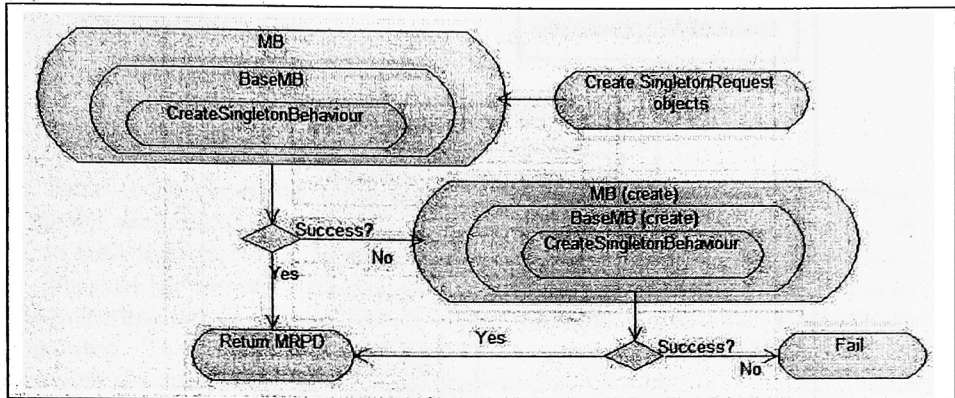 MB
BaseMB
CreateSingletonBehaviour
Create SingletonRequest
objects
MB (create)
BaseMB (create)
CreateSingletonBehaviour
Success?
No
Yes
Return MRPD
Yes
Success?
No
Fail